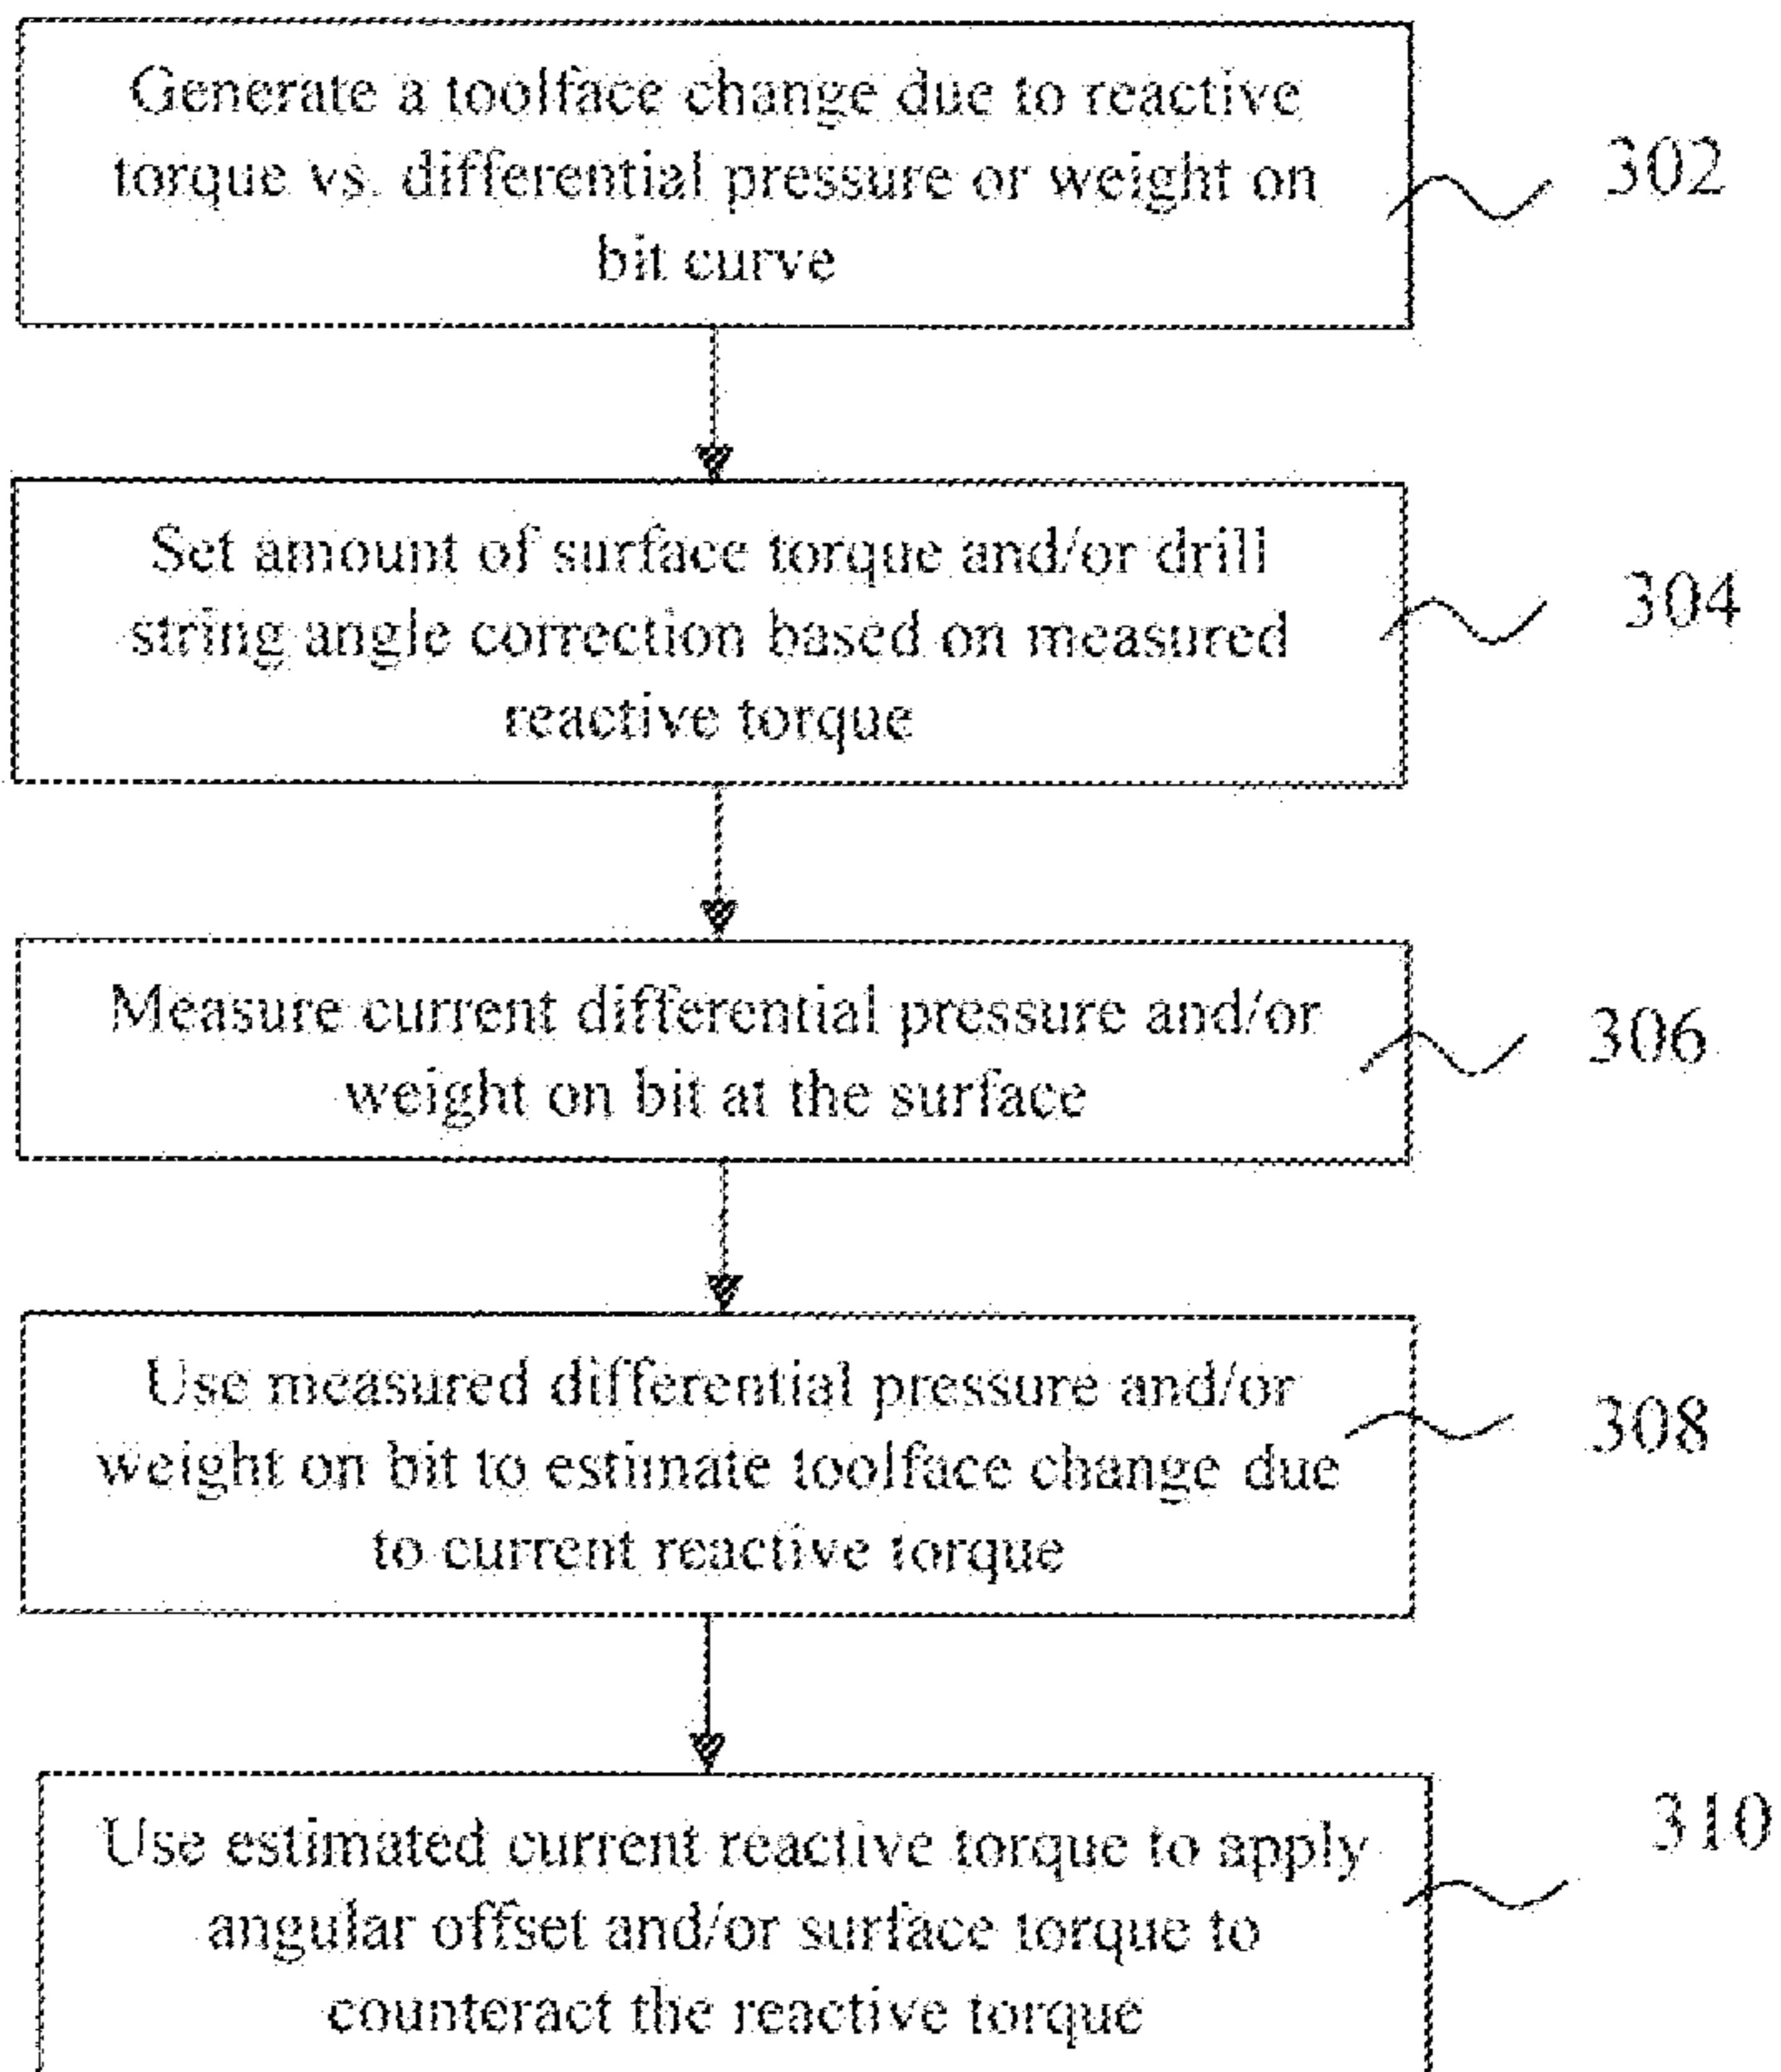 Generate a toolface change due to reactive
torque vs. differential pressure or weight on
bit curve
302
Set amount of surface torque and/or drill
string angle correction based on measured
reactive torque
304
Measure current differential pressure and/or
weight on bit at the surface
306
Use measured differential pressure and/or
weight on bit to estimate toolface change due
to current reactive torque
308
Use estimated current reactive torque to apply
angular offset and/or surface torque to
counteract the reactive torque
310